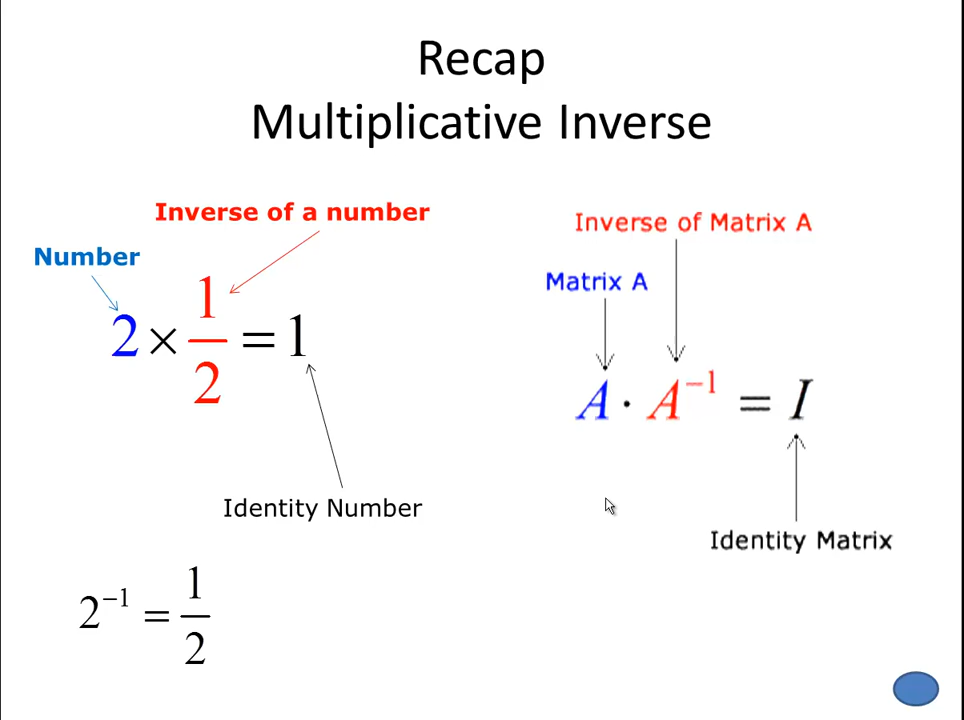 Recap
Multiplicative Inverse
Inverse of a number
Number
2 × 1/2 = 1
Identity Number
2⁻¹ = 1/2
Inverse of Matrix A
Matrix A
A · A⁻¹ = I
Identity Matrix